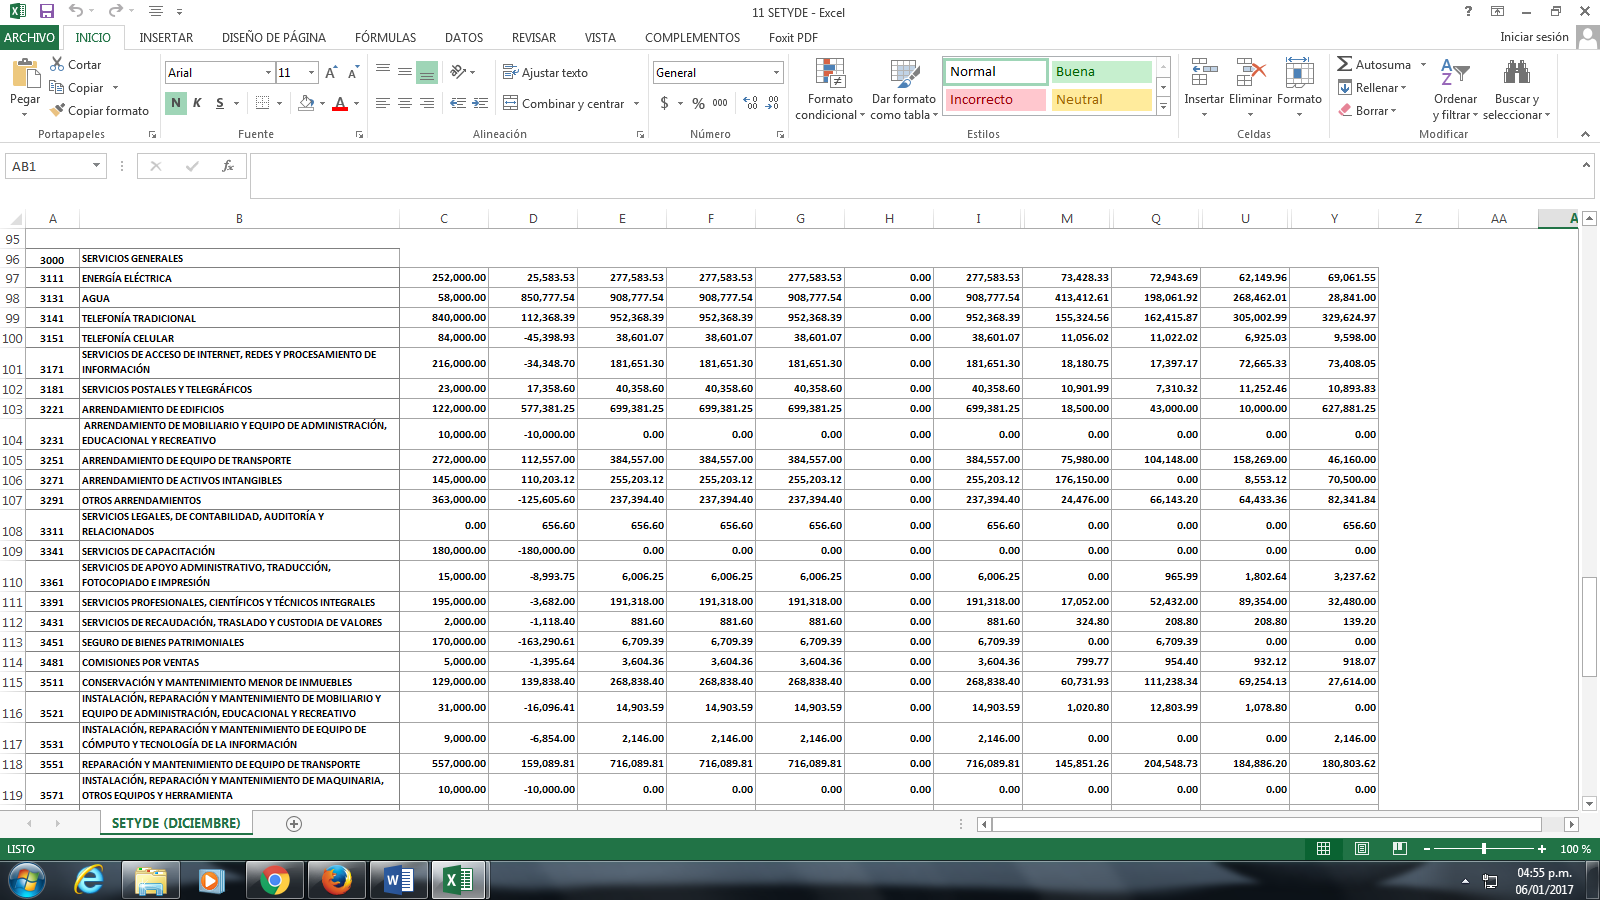 11 SETYDE - Excel
ARCHIVO INICIO INSERTAR DISEÑO DE PÁGINA FÓRMULAS DATOS REVISAR VISTA COMPLEMENTOS Foxit PDF Iniciar sesión
Pegar
Cortar
Copiar
Copiar formato
Portapapeles
Arial 11
N K S
Fuente
Ajustar texto
Combinar y centrar
Alineación
General
$ % 000
Número
Formato condicional
Dar formato como tabla
Normal Buena
Incorrecto Neutral
Estilos
Insertar Eliminar Formato
Celdas
Autosuma
Rellenar
Borrar
Ordenar y filtrar
Buscar y seleccionar
Modificar
AB1 fx
A B C D E F G H I M Q U Y Z AA A
95
96 3000 SERVICIOS GENERALES
97 3111 ENERGÍA ELÉCTRICA 252,000.00 25,583.53 277,583.53 277,583.53 277,583.53 0.00 277,583.53 73,428.33 72,943.69 62,149.96 69,061.55
98 3131 AGUA 58,000.00 850,777.54 908,777.54 908,777.54 908,777.54 0.00 908,777.54 413,412.61 198,061.92 268,462.01 28,841.00
99 3141 TELEFONÍA TRADICIONAL 840,000.00 112,368.39 952,368.39 952,368.39 952,368.39 0.00 952,368.39 155,324.56 162,415.87 305,002.99 329,624.97
100 3151 TELEFONÍA CELULAR 84,000.00 -45,398.93 38,601.07 38,601.07 38,601.07 0.00 38,601.07 11,056.02 11,022.02 6,925.03 9,598.00
SERVICIOS DE ACCESO DE INTERNET, REDES Y PROCESAMIENTO DE
101 3171 INFORMACIÓN 216,000.00 -34,348.70 181,651.30 181,651.30 181,651.30 0.00 181,651.30 18,180.75 17,397.17 72,665.33 73,408.05
102 3181 SERVICIOS POSTALES Y TELEGRÁFICOS 23,000.00 17,358.60 40,358.60 40,358.60 40,358.60 0.00 40,358.60 10,901.99 7,310.32 11,252.46 10,893.83
103 3221 ARRENDAMIENTO DE EDIFICIOS 122,000.00 577,381.25 699,381.25 699,381.25 699,381.25 0.00 699,381.25 18,500.00 43,000.00 10,000.00 627,881.25
ARRENDAMIENTO DE MOBILIARIO Y EQUIPO DE ADMINISTRACIÓN,
104 3231 EDUCACIONAL Y RECREATIVO 10,000.00 -10,000.00 0.00 0.00 0.00 0.00 0.00 0.00 0.00 0.00 0.00
105 3251 ARRENDAMIENTO DE EQUIPO DE TRANSPORTE 272,000.00 112,557.00 384,557.00 384,557.00 384,557.00 0.00 384,557.00 75,980.00 104,148.00 158,269.00 46,160.00
106 3271 ARRENDAMIENTO DE ACTIVOS INTANGIBLES 145,000.00 110,203.12 255,203.12 255,203.12 255,203.12 0.00 255,203.12 176,150.00 0.00 8,553.12 70,500.00
107 3291 OTROS ARRENDAMIENTOS 363,000.00 -125,605.60 237,394.40 237,394.40 237,394.40 0.00 237,394.40 24,476.00 66,143.20 64,433.36 82,341.84
SERVICIOS LEGALES, DE CONTABILIDAD, AUDITORÍA Y
108 3311 RELACIONADOS 0.00 656.60 656.60 656.60 656.60 0.00 656.60 0.00 0.00 0.00 656.60
109 3341 SERVICIOS DE CAPACITACIÓN 180,000.00 -180,000.00 0.00 0.00 0.00 0.00 0.00 0.00 0.00 0.00 0.00
SERVICIOS DE APOYO ADMINISTRATIVO, TRADUCCIÓN,
110 3361 FOTOCOPIADO E IMPRESIÓN 15,000.00 -8,993.75 6,006.25 6,006.25 6,006.25 0.00 6,006.25 0.00 965.99 1,802.64 3,237.62
111 3391 SERVICIOS PROFESIONALES, CIENTÍFICOS Y TÉCNICOS INTEGRALES 195,000.00 -3,682.00 191,318.00 191,318.00 191,318.00 0.00 191,318.00 17,052.00 52,432.00 89,354.00 32,480.00
112 3431 SERVICIOS DE RECAUDACIÓN, TRASLADO Y CUSTODIA DE VALORES 2,000.00 -1,118.40 881.60 881.60 881.60 0.00 881.60 324.80 208.80 208.80 139.20
113 3451 SEGURO DE BIENES PATRIMONIALES 170,000.00 -163,290.61 6,709.39 6,709.39 6,709.39 0.00 6,709.39 0.00 6,709.39 0.00 0.00
114 3481 COMISIONES POR VENTAS 5,000.00 -1,395.64 3,604.36 3,604.36 3,604.36 0.00 3,604.36 799.77 954.40 932.12 918.07
115 3511 CONSERVACIÓN Y MANTENIMIENTO MENOR DE INMUEBLES 129,000.00 139,838.40 268,838.40 268,838.40 268,838.40 0.00 268,838.40 60,731.93 111,238.34 69,254.13 27,614.00
INSTALACIÓN, REPARACIÓN Y MANTENIMIENTO DE MOBILIARIO Y
116 3521 EQUIPO DE ADMINISTRACIÓN, EDUCACIONAL Y RECREATIVO 31,000.00 -16,096.41 14,903.59 14,903.59 14,903.59 0.00 14,903.59 1,020.80 12,803.99 1,078.80 0.00
INSTALACIÓN, REPARACIÓN Y MANTENIMIENTO DE EQUIPO DE
117 3531 CÓMPUTO Y TECNOLOGÍA DE LA INFORMACIÓN 9,000.00 -6,854.00 2,146.00 2,146.00 2,146.00 0.00 2,146.00 0.00 0.00 0.00 2,146.00
118 3551 REPARACIÓN Y MANTENIMIENTO DE EQUIPO DE TRANSPORTE 557,000.00 159,089.81 716,089.81 716,089.81 716,089.81 0.00 716,089.81 145,851.26 204,548.73 184,886.20 180,803.62
INSTALACIÓN, REPARACIÓN Y MANTENIMIENTO DE MAQUINARIA,
119 3571 OTROS EQUIPOS Y HERRAMIENTA 10,000.00 -10,000.00 0.00 0.00 0.00 0.00 0.00 0.00 0.00 0.00 0.00
SETYDE (DICIEMBRE)
LISTO 100 %
04:55 p.m.
06/01/2017